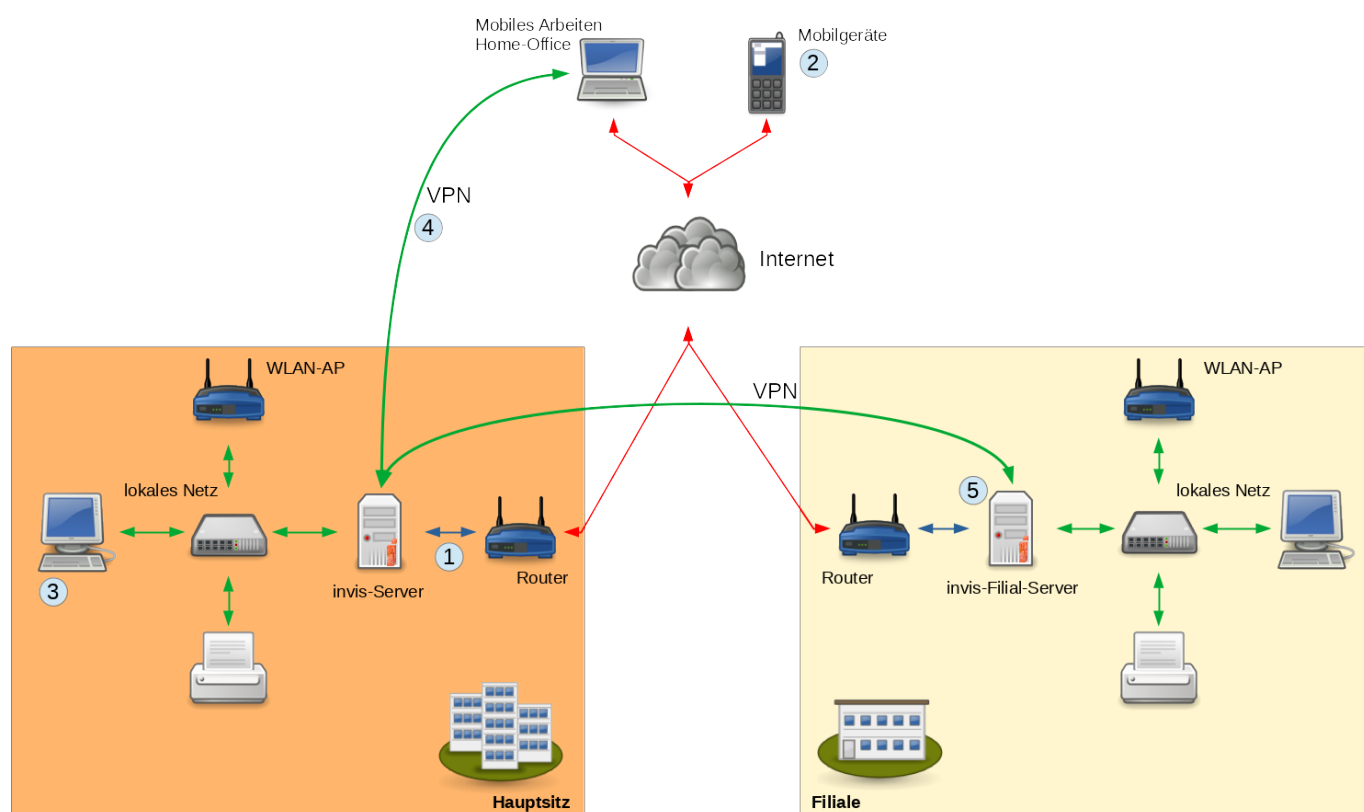 Mobiles Arbeiten
Home-Office
Mobilgeräte
2
VPN
4
Internet
WLAN-AP
lokales Netz
3
invis-Server
1
Router
Hauptsitz
VPN
WLAN-AP
5
lokales Netz
Router
invis-Filial-Server
Filiale